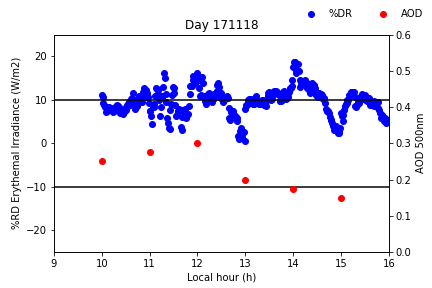 %DR AOD
Day 171118
%RD Erythermal Irradiance (W/m2)
20
10
0
−10
−20
0.6
0.5
0.4
0.3
0.2
0.1
0.0
AOD 500nm
9 10 11 12 13 14 15 16
Local hour (h)